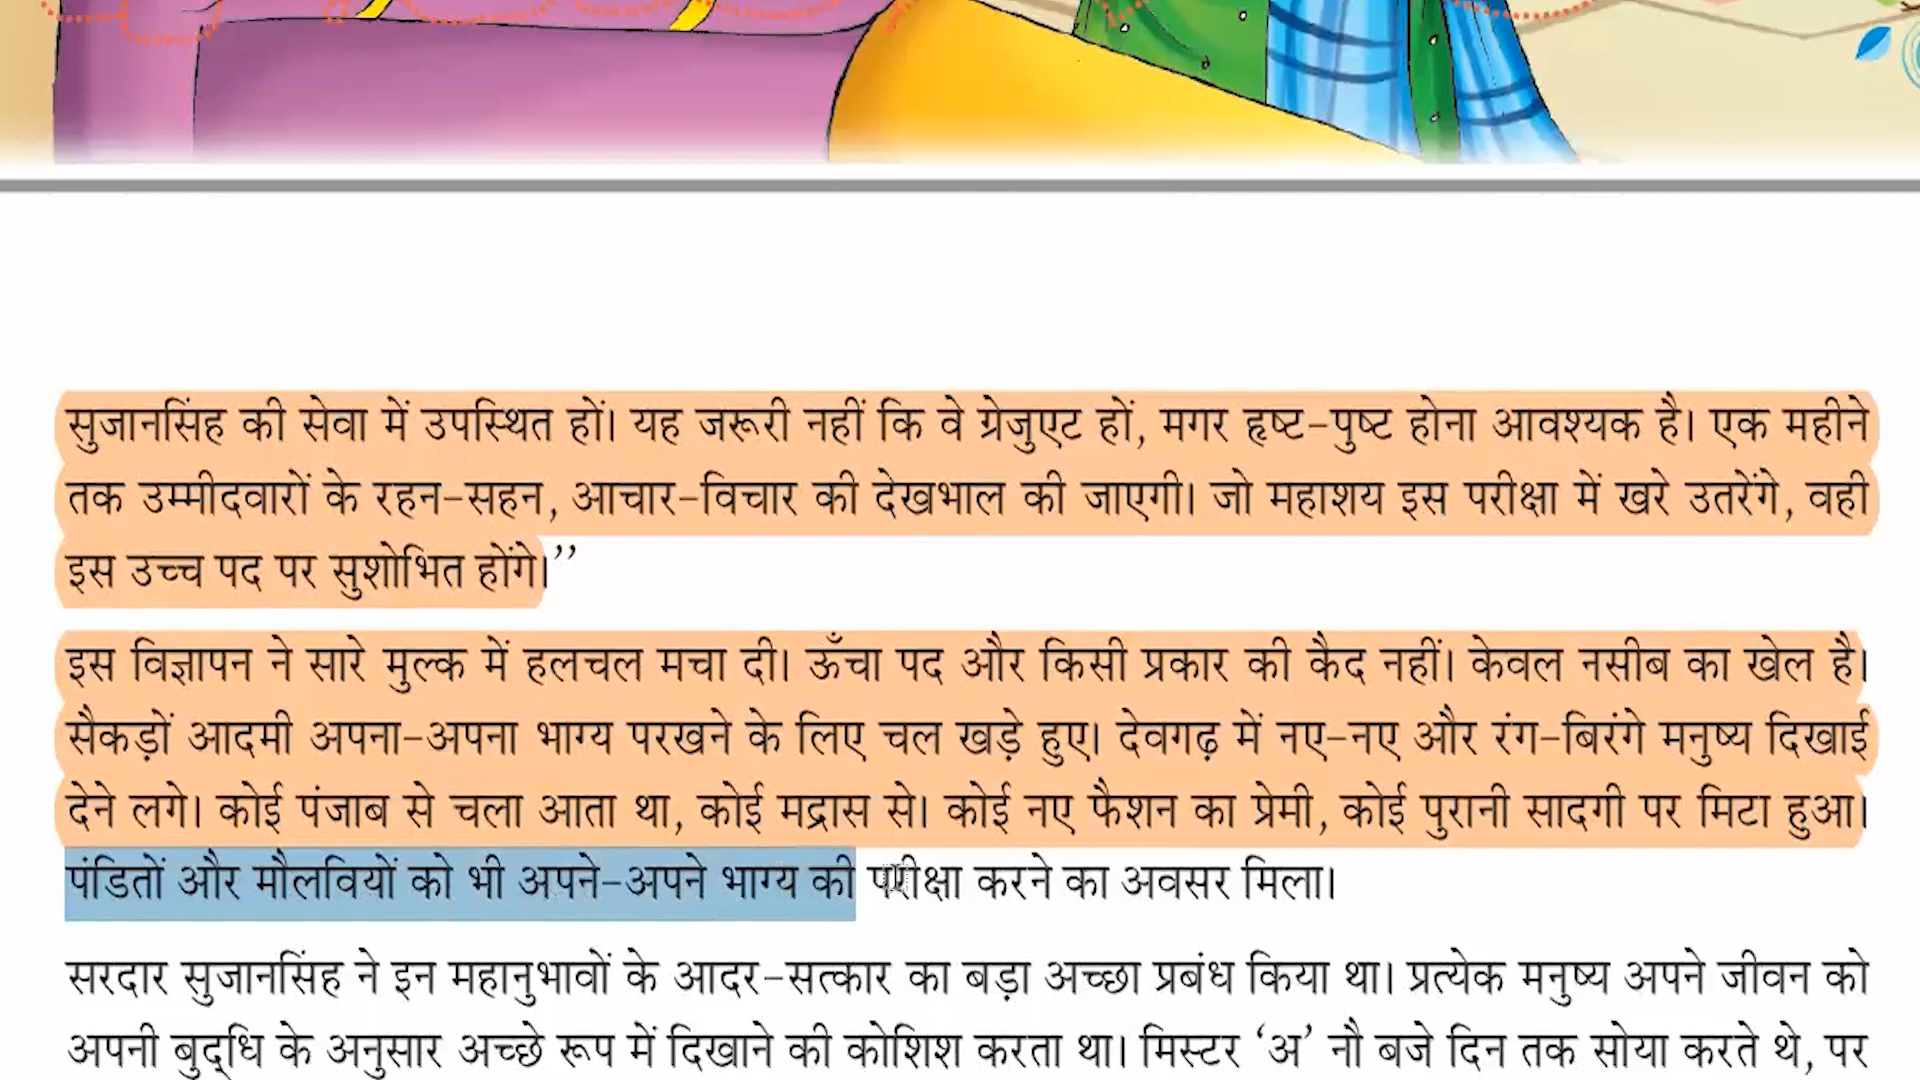 सुजानसिंह की सेवा में उपस्थित हों। यह जरूरी नहीं कि वे ग्रेजुएट हों, मगर हृष्ट-पुष्ट होना आवश्यक है। एक महीने
तक उम्मीदवारों के रहन-सहन, आचार-विचार की देखभाल की जाएगी। जो महाशय इस परीक्षा में खरे उतरेंगे, वही
इस उच्च पद पर सुशोभित होंगे।’’
इस विज्ञापन ने सारे मुल्क में हलचल मचा दी। ऊँचा पद और किसी प्रकार की कैद नहीं। केवल नसीब का खेल है।
सैकड़ों आदमी अपना-अपना भाग्य परखने के लिए चल खड़े हुए। देवगढ़ में नए-नए और रंग-बिरंगे मनुष्य दिखाई
देने लगे। कोई पंजाब से चला आता था, कोई मद्रास से। कोई नए फैशन का प्रेमी, कोई पुरानी सादगी पर मिटा हुआ।
पंडितों और मौलवियों को भी अपने-अपने भाग्य की परीक्षा करने का अवसर मिला।
सरदार सुजानसिंह ने इन महानुभावों के आदर-सत्कार का बड़ा अच्छा प्रबंध किया था। प्रत्येक मनुष्य अपने जीवन को
अपनी बुद्धि के अनुसार अच्छे रूप में दिखाने की कोशिश करता था। मिस्टर ‘अ’ नौ बजे दिन तक सोया करते थे, पर